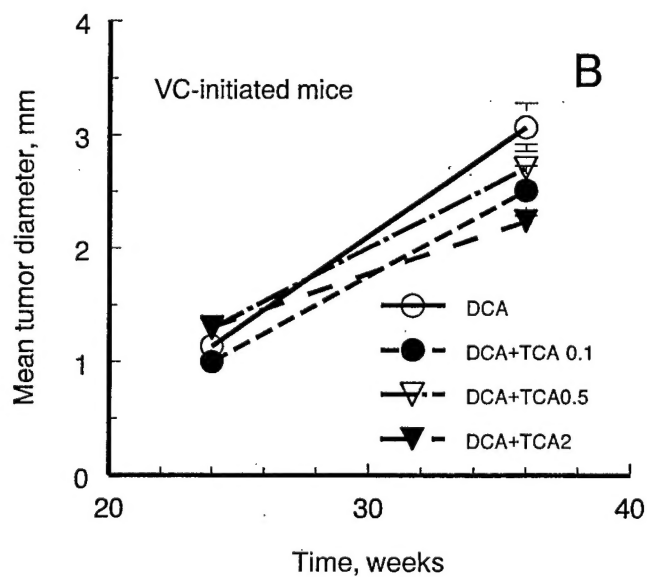 4
B
VC-initiated mice
3
Mean tumor diameter, mm
2
DCA
DCA+TCA 0.1
1
DCA+TCA0.5
DCA+TCA2
0
20
30
40
Time, weeks